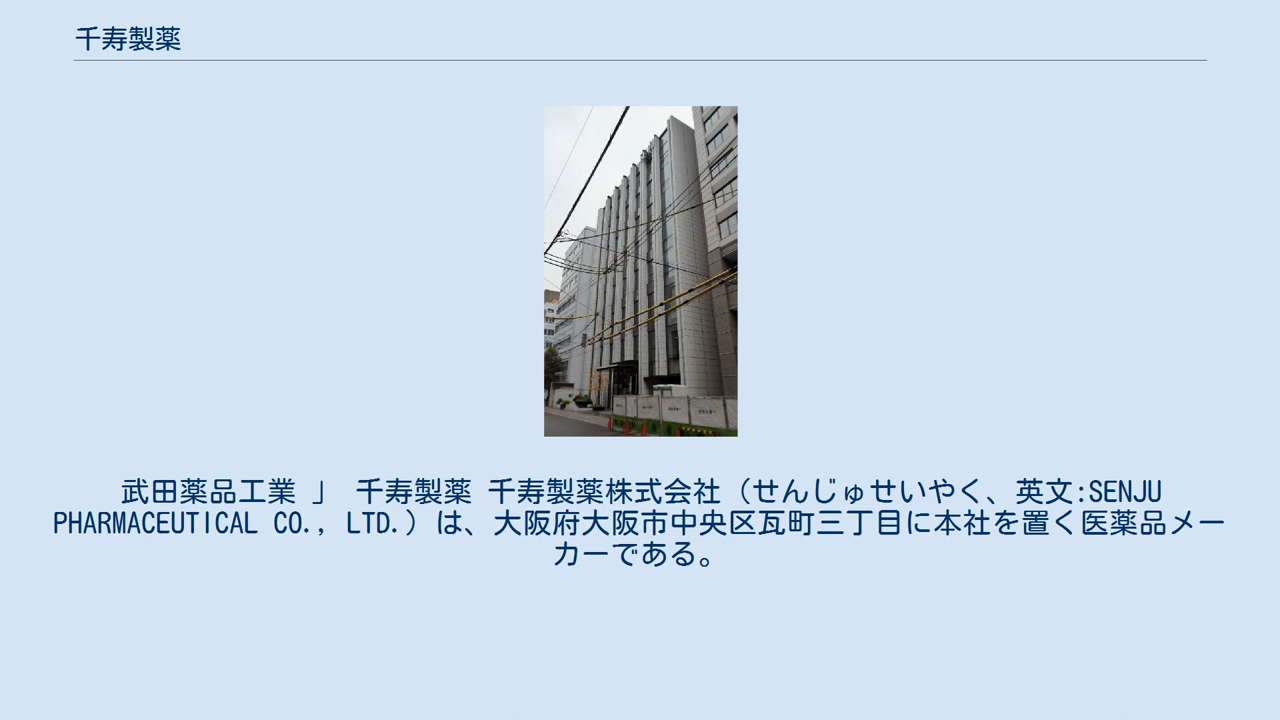 千寿製薬
武田薬品工業 」 千寿製薬 千寿製薬株式会社（せんじゅせいやく、英文:SENJU
PHARMACEUTICAL CO., LTD.）は、大阪府大阪市中央区瓦町三丁目に本社を置く医薬品メー
カーである。